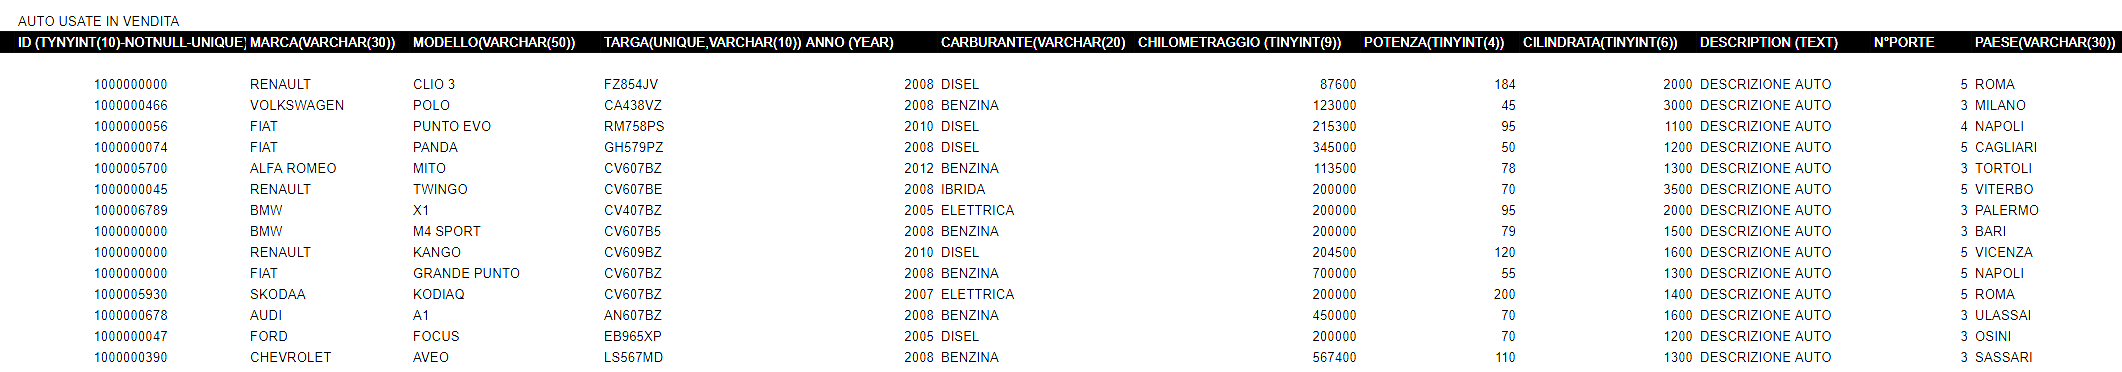 AUTO USATE IN VENDITA
ID (TYNYINT(10)-NOTNULL-UNIQUE) MARCA(VARCHAR(30)) MODELLO(VARCHAR(50)) TARGA(UNIQUE,VARCHAR(10)) ANNO (YEAR) CARBURANTE(VARCHAR(20) CHILOMETRAGGIO (TINYINT(9)) POTENZA(TINYINT(4)) CILINDRATA(TINYINT(6)) DESCRIPTION (TEXT) N°PORTE PAESE(VARCHAR(30))
1000000000 RENAULT CLIO 3 FZ854JV 2008 DISEL 87600 184 2000 DESCRIZIONE AUTO 5 ROMA
1000000466 VOLKSWAGEN POLO CA438VZ 2008 BENZINA 123000 45 3000 DESCRIZIONE AUTO 3 MILANO
1000000056 FIAT PUNTO EVO RM758PS 2010 DISEL 215300 95 1100 DESCRIZIONE AUTO 4 NAPOLI
1000000074 FIAT PANDA GH579PZ 2008 DISEL 345000 50 1200 DESCRIZIONE AUTO 5 CAGLIARI
1000005700 ALFA ROMEO MITO CV607BZ 2012 BENZINA 113500 78 1300 DESCRIZIONE AUTO 3 TORTOLI
1000000045 RENAULT TWINGO CV607BE 2008 IBRIDA 200000 70 3500 DESCRIZIONE AUTO 5 VITERBO
1000006789 BMW X1 CV407BZ 2005 ELETTRICA 200000 95 2000 DESCRIZIONE AUTO 3 PALERMO
1000000000 BMW M4 SPORT CV607B5 2008 BENZINA 200000 79 1500 DESCRIZIONE AUTO 3 BARI
1000000000 RENAULT KANGO CV609BZ 2010 DISEL 204500 120 1600 DESCRIZIONE AUTO 5 VICENZA
1000000000 FIAT GRANDE PUNTO CV607BZ 2008 BENZINA 700000 55 1300 DESCRIZIONE AUTO 5 NAPOLI
1000005930 SKODAA KODIAQ CV607BZ 2007 ELETTRICA 200000 200 1400 DESCRIZIONE AUTO 5 ROMA
1000000678 AUDI A1 AN607BZ 2008 BENZINA 450000 70 1600 DESCRIZIONE AUTO 3 ULASSAI
1000000047 FORD FOCUS EB965XP 2005 DISEL 200000 70 1200 DESCRIZIONE AUTO 3 OSINI
1000000390 CHEVROLET AVEO LS567MD 2008 BENZINA 567400 110 1300 DESCRIZIONE AUTO 3 SASSARI